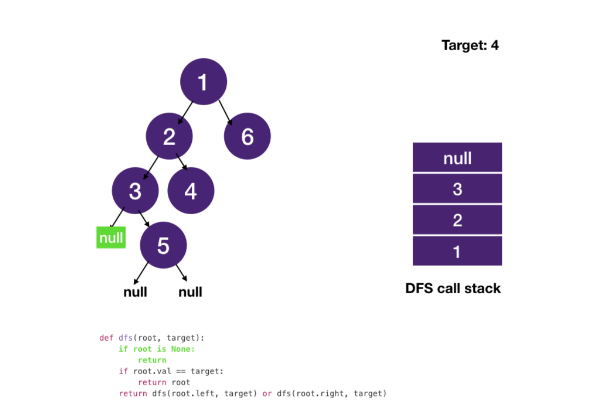 Target: 4
1
2 6
3 4
null
5
null null
null
3
2
1
DFS call stack
def dfs(root, target):
    if root is None:
        return
    if root.val == target:
        return root
    return dfs(root.left, target) or dfs(root.right, target)